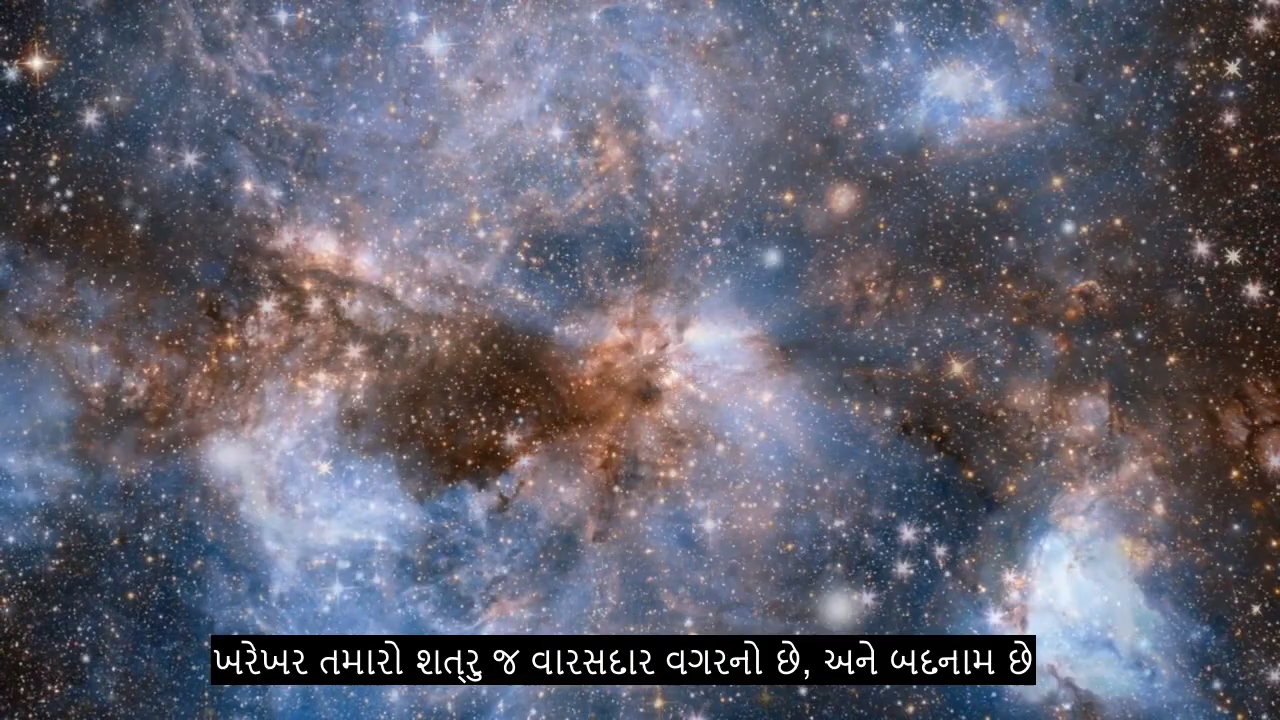 ખરેખર તમારો શત્‍રુ જ વારસદાર વગરનો છે, અને બદનામ છે